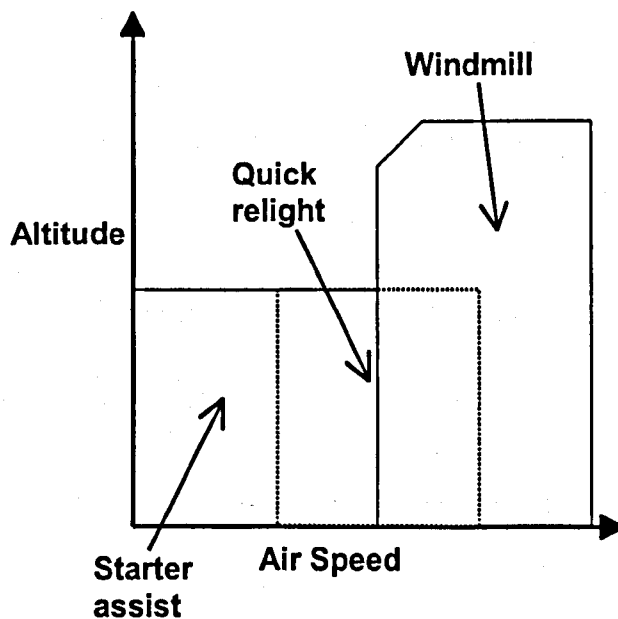 Windmill
Quick
relight
Altitude
Air Speed
Starter
assist